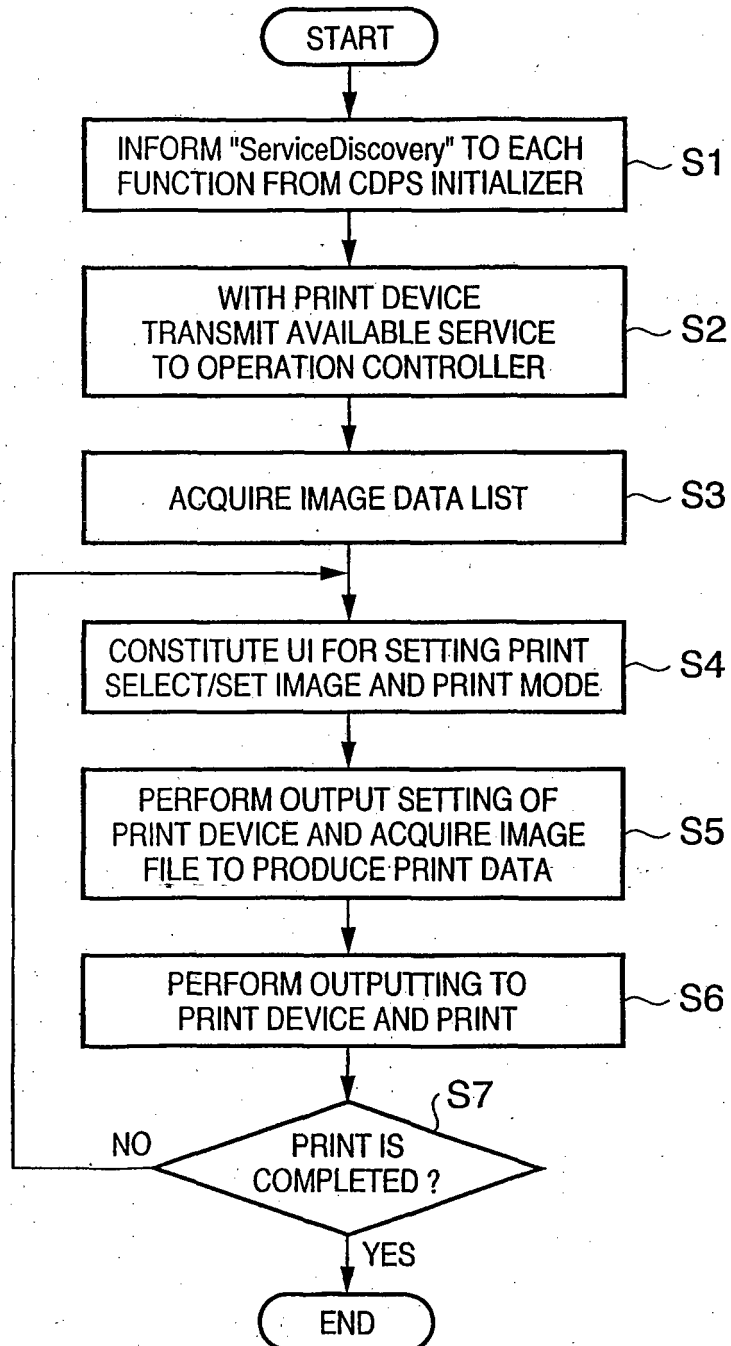 START
INFORM "ServiceDiscovery" TO EACH
FUNCTION FROM CDPS INITIALIZER
S1
WITH PRINT DEVICE
TRANSMIT AVAILABLE SERVICE
TO OPERATION CONTROLLER
S2
ACQUIRE IMAGE DATA LIST
S3
CONSTITUTE UI FOR SETTING PRINT
SELECT/SET IMAGE AND PRINT MODE
S4
PERFORM OUTPUT SETTING OF
PRINT DEVICE AND ACQUIRE IMAGE
FILE TO PRODUCE PRINT DATA
S5
PERFORM OUTPUTTING TO
PRINT DEVICE AND PRINT
S6
S7
NO
PRINT IS
COMPLETED ?
YES
END